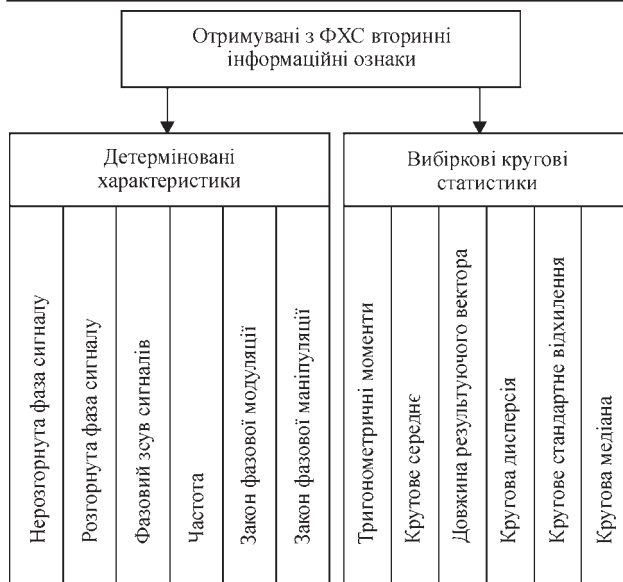 Отримувані з ФХС вторинні
інформаційні ознаки
Детерміновані
характеристики
Вибіркові кругові
статистики
Нерозгорнута фаза сигналу
Розгорнута фаза сигналу
Фазовий зсув сигналів
Частота
Закон фазової модуляції
Закон фазової маніпуляції
Тригонометричні моменти
Крутове середнє
Довжина результуючого вектора
Кругова дисперсія
Кругове стандартне відхилення
Кругова медіана